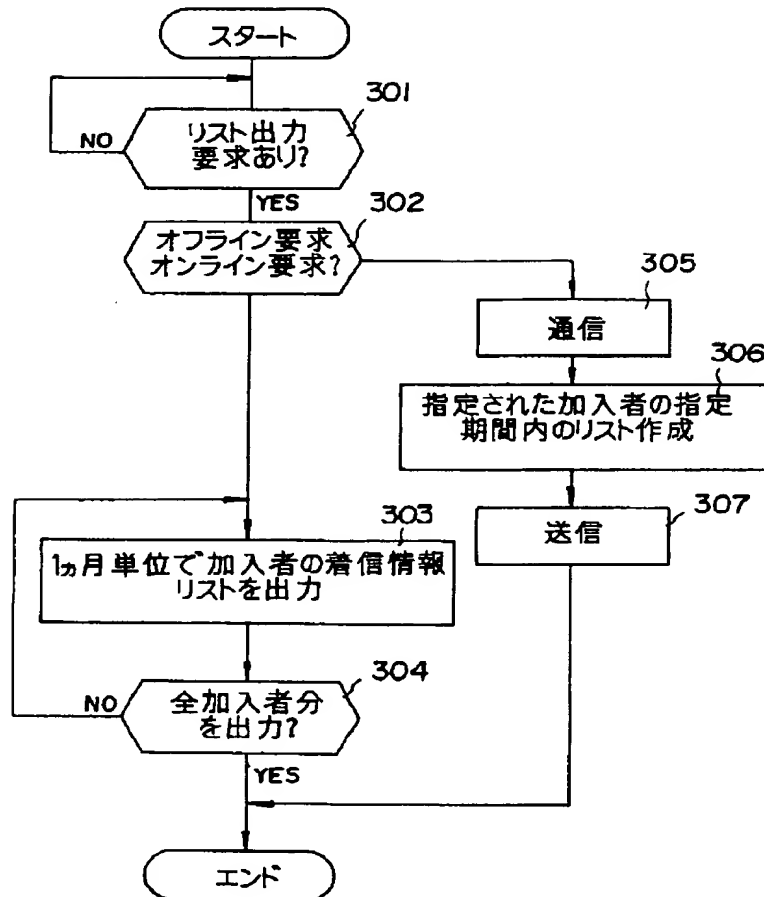 スタート
301
リスト出力
要求あり?
NO
YES
302
オフライン要求
オンライン要求?
305
通信
306
指定された加入者の指定
期間内のリスト作成
307
送信
303
1ヵ月単位で加入者の着信情報
リストを出力
304
全加入者分
を出力?
NO
YES
エンド